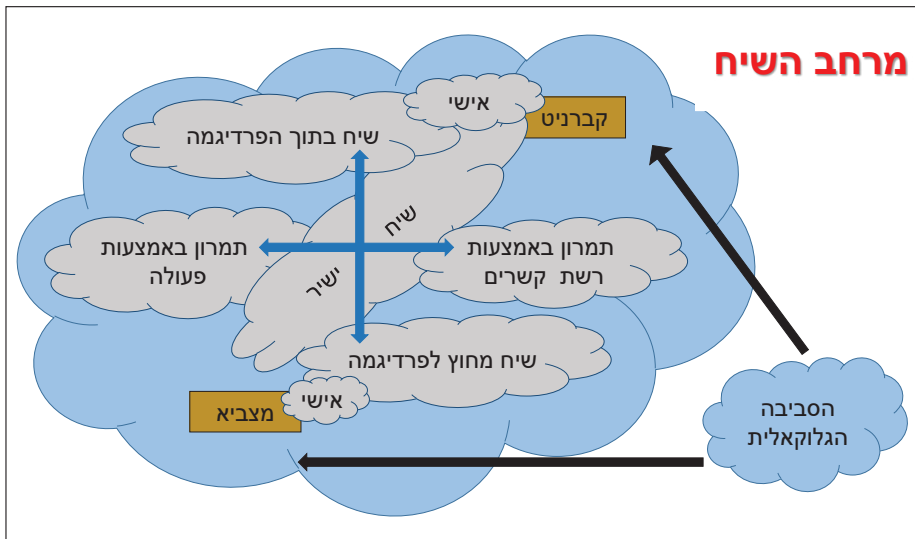 מרחב השיח
אישי
קברניט
שיח בתוך הפרדיגמה
שיח
ישיר
תמרון באמצעות
רשת קשרים
תמרון באמצעות
פעולה
שיח מחוץ לפרדיגמה
אישי
מצביא
הסביבה
הגלוקאלית